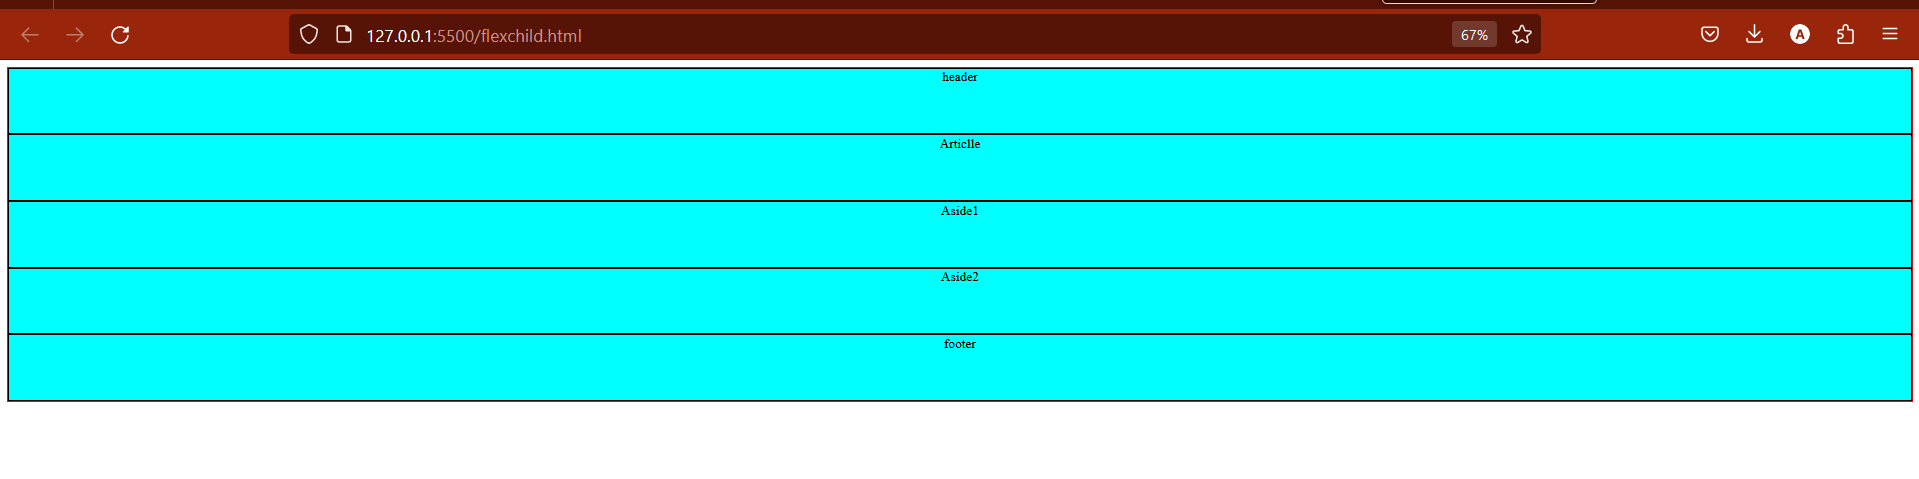 127.0.0.1:5500/flexchild.html
67%
A
header
Articlle
Aside1
Aside2
footer